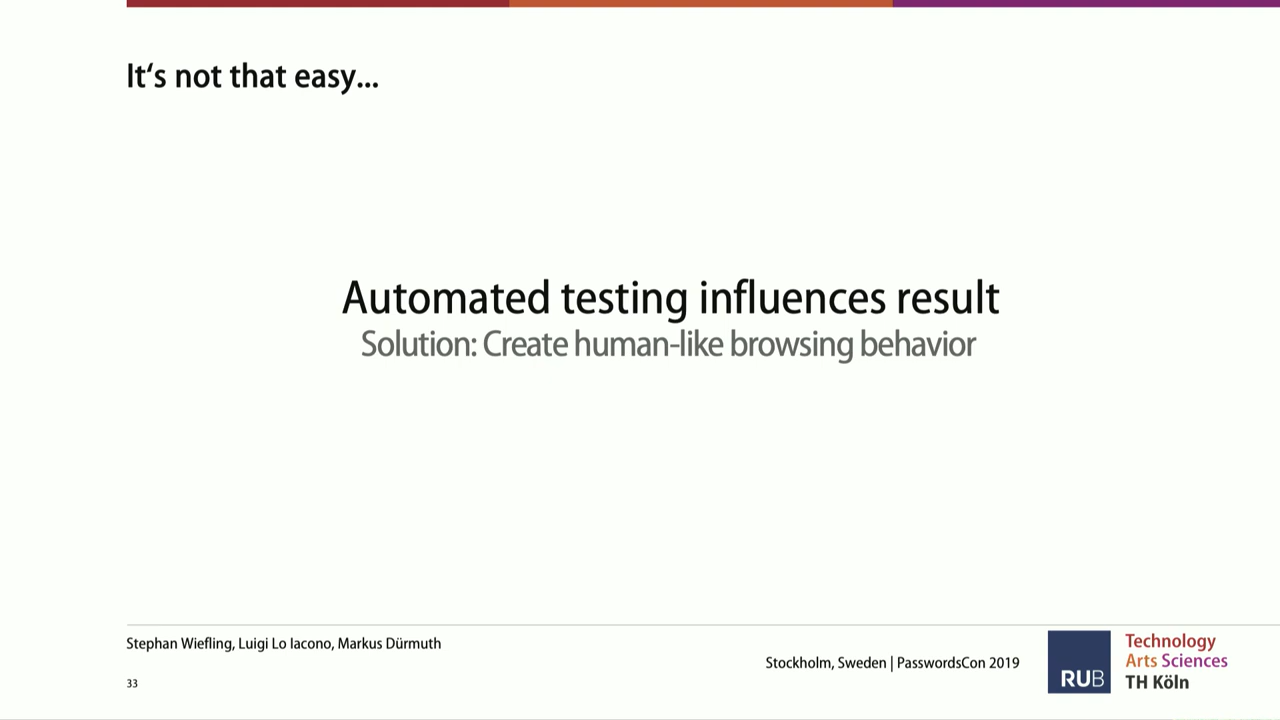 It‘s not that easy...
Automated testing influences result
Solution: Create human-like browsing behavior
Stephan Wiefling, Luigi Lo Iacono, Markus Dürmuth
Stockholm, Sweden | PasswordsCon 2019
33
RUB
Technology
Arts Sciences
TH Köln